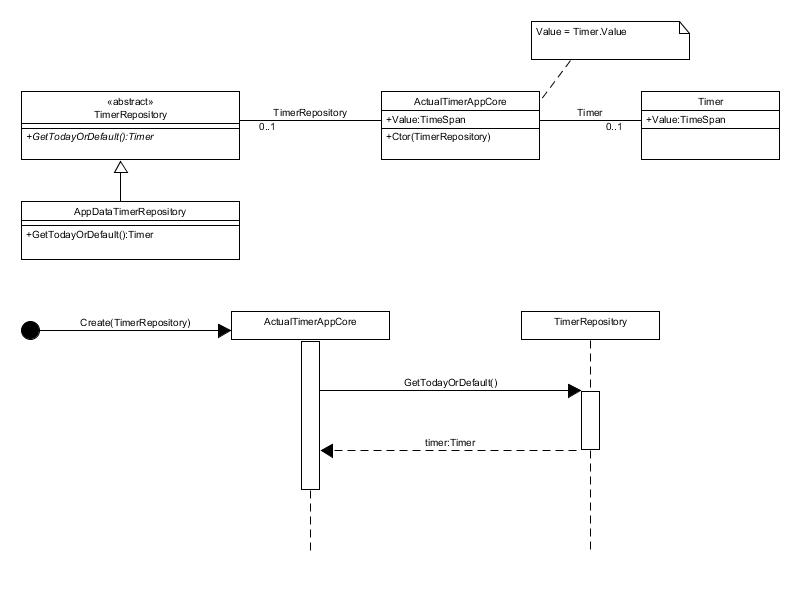 Value = Timer.Value
«abstract»
TimerRepository
+GetTodayOrDefault():Timer
TimerRepository
0..1
ActualTimerAppCore
+Value:TimeSpan
+Ctor(TimerRepository)
Timer
0..1
Timer
+Value:TimeSpan
AppDataTimerRepository
+GetTodayOrDefault():Timer
Create(TimerRepository)
ActualTimerAppCore
TimerRepository
GetTodayOrDefault()
timer:Timer